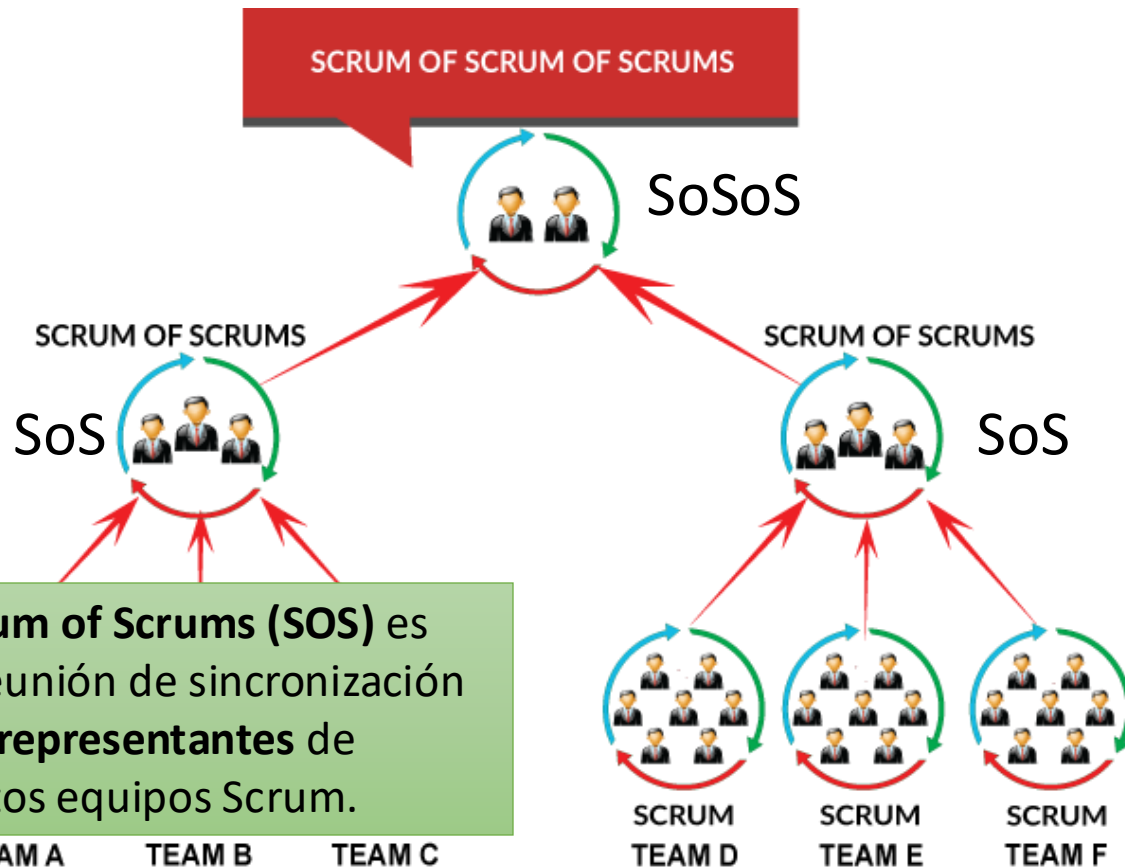 SCRUM OF SCRUM OF SCRUMS
SoSoS
SCRUM OF SCRUMS
SCRUM OF SCRUMS
SoS
SoS
um of Scrums (SOS) es
eunión de sincronización
representantes de
tos equipos Scrum.
SCRUM
TEAM D
SCRUM
TEAM E
SCRUM
TEAM F
AM A
TEAM B
TEAM C